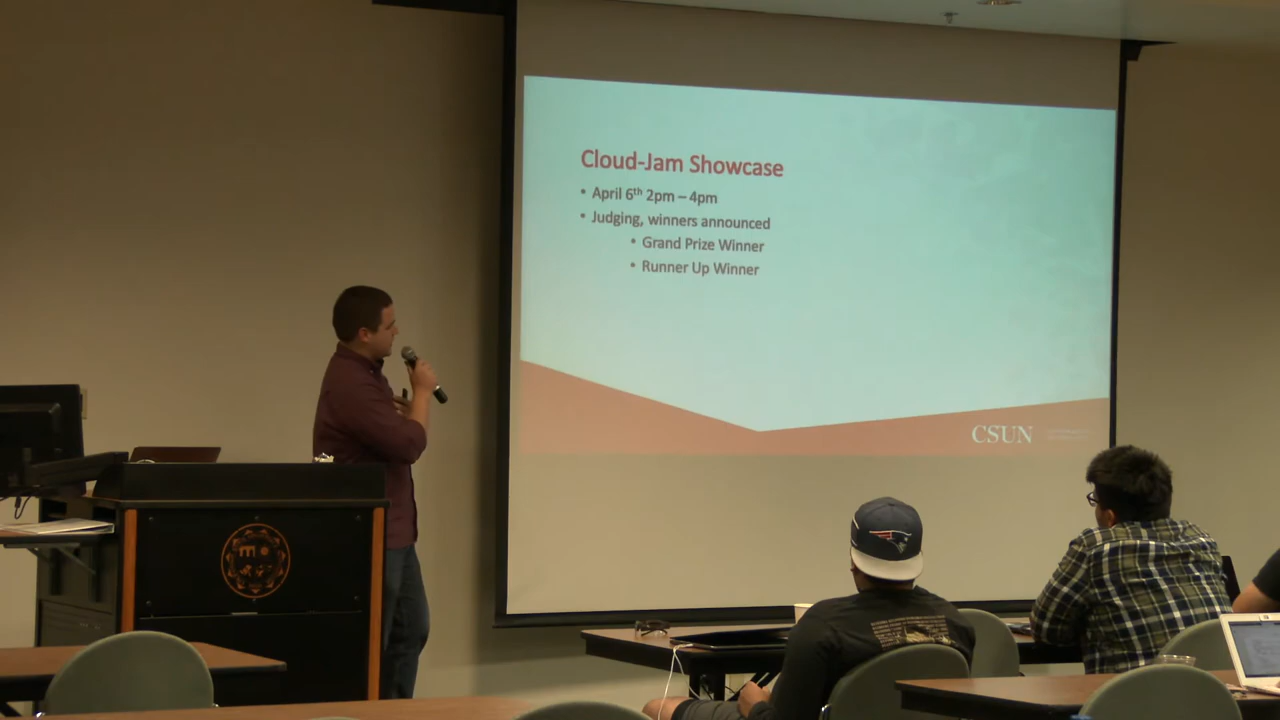 Cloud-Jam Showcase
• April 6th 2pm – 4pm
• Judging, winners announced
• Grand Prize Winner
• Runner Up Winner
CSUN